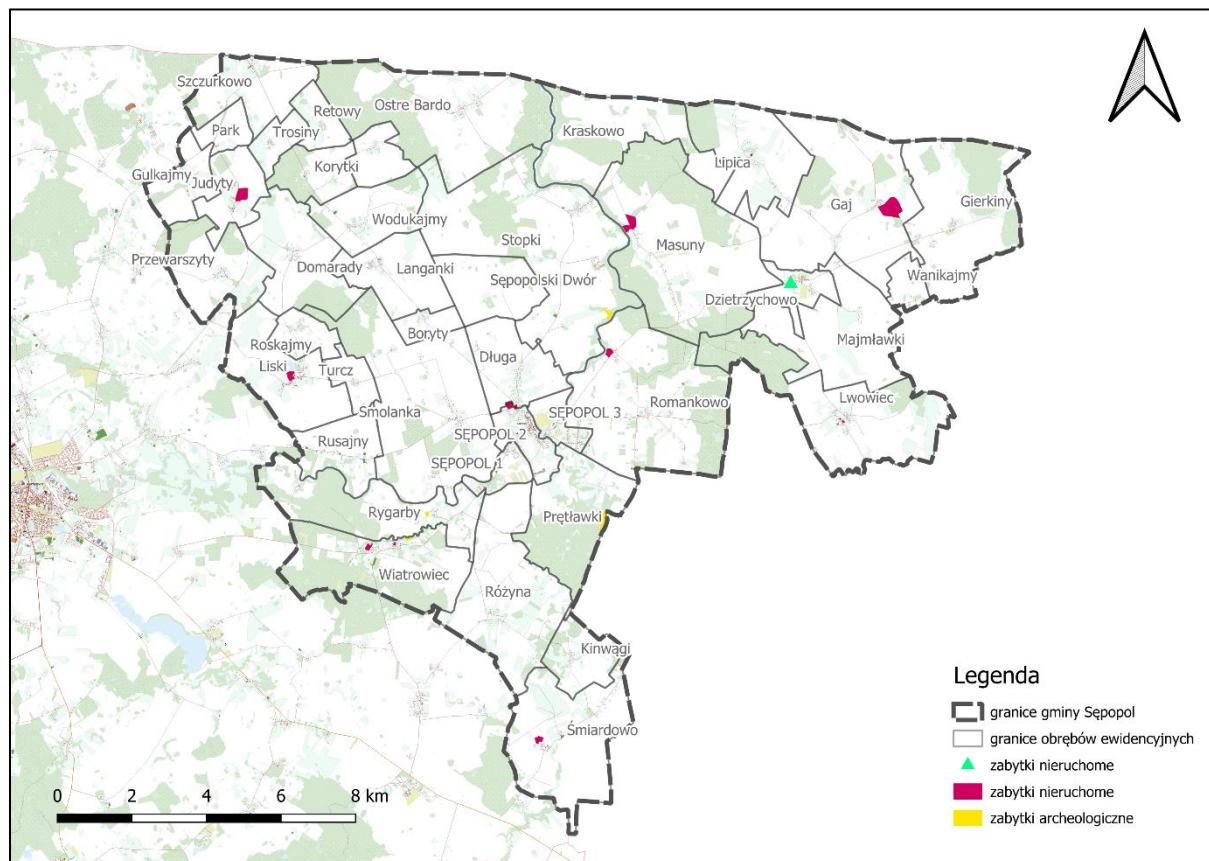 Szczurkowo
Ostre Bardo
Retowy
Park
Trosiny
Kraskowo
Korytki
Lipica
Gulkajmy
Judyty
Gaj
Gierkiny
Wodukajmy
Stopki
Masuny
Przewarszyty
Domarady
Langanki
Sępopolski Dwór
Wanikajmy
Dzietrzychowo
Boryty
Majmławki
Roskajmy
Długa
Liski
Turcz
Lwowiec
Romankowo
Smolanka
SĘPOPOL 3
Rusajny
SĘPOPOL 2
SĘPOPOL 1
Rygarby
Prętławki
Wiatrowiec
Różyna
Kinwągi
Śmiardowo
Legenda
granice gminy Sępopol
granice obrębów ewidencyjnych
zabytki nieruchome
zabytki nieruchome
zabytki archeologiczne
0 2 4 6 8 km